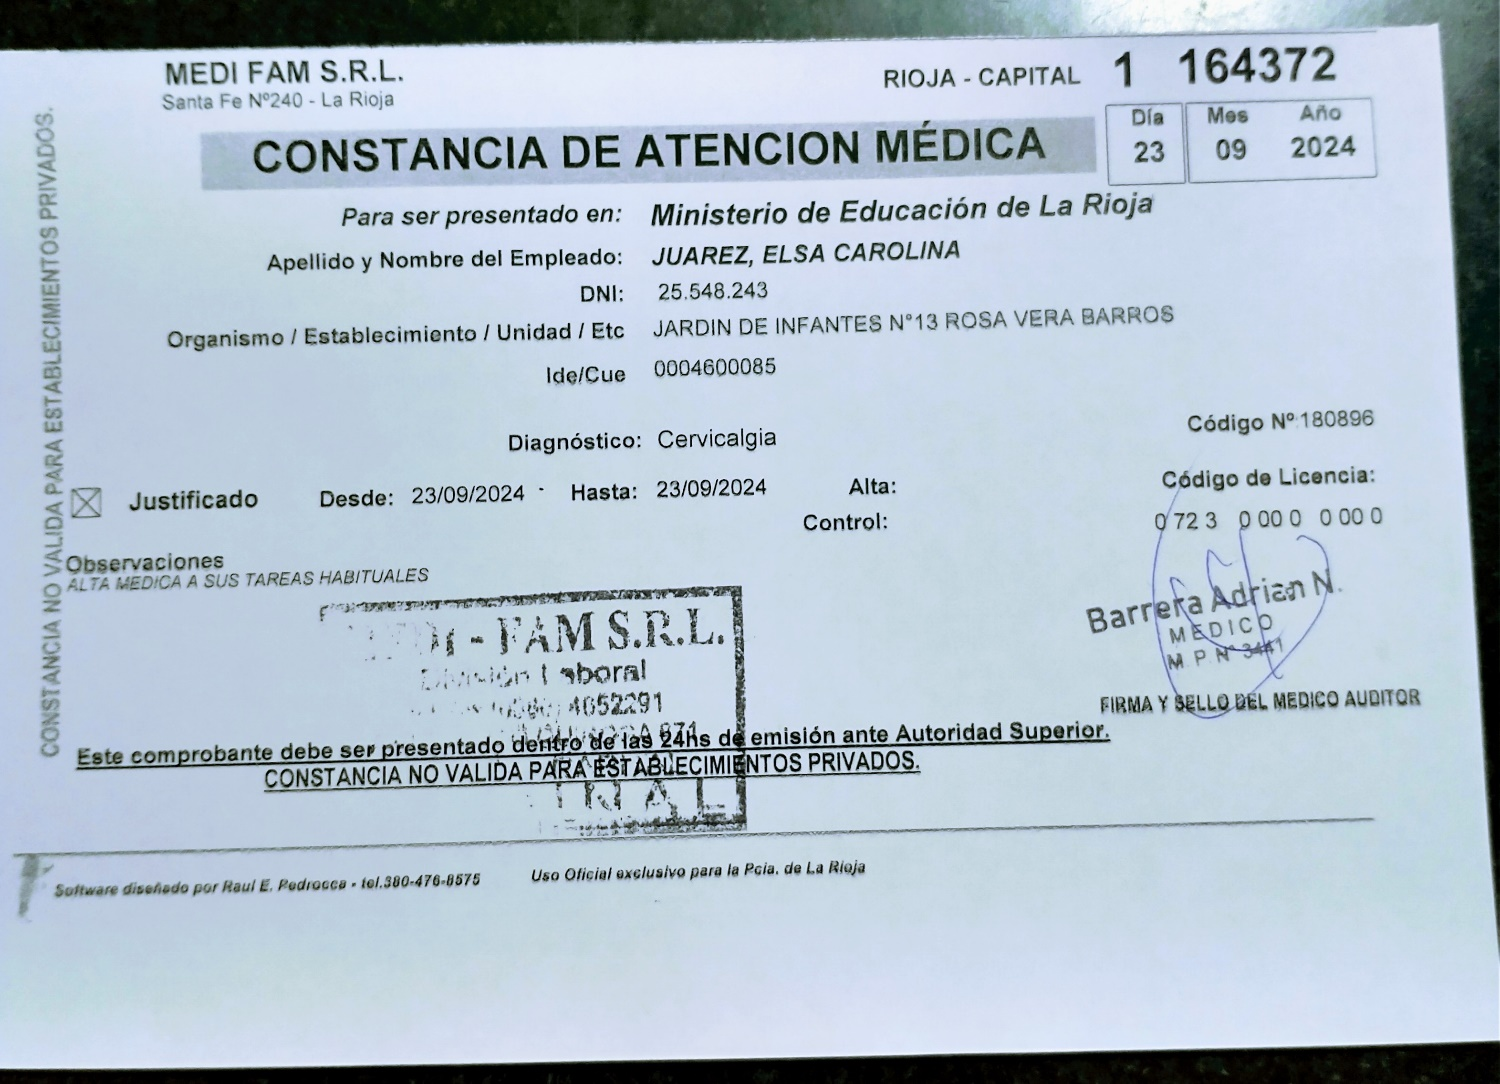 MEDI FAM S.R.L.
Santa Fe Nº240 - La Rioja
RIOJA - CAPITAL 1 164372
Día Mes Año
23 09 2024
CONSTANCIA DE ATENCION MÉDICA
Para ser presentado en: Ministerio de Educación de La Rioja
Apellido y Nombre del Empleado: JUAREZ, ELSA CAROLINA
DNI: 25.548.243
Organismo / Establecimiento / Unidad / Etc JARDIN DE INFANTES N°13 ROSA VERA BARROS
Ide/Cue 0004600085
Código Nº:180896
Diagnóstico: Cervicalgia
Código de Licencia:
Justificado Desde: 23/09/2024 - Hasta: 23/09/2024 Alta:
Control:
0723 0000 0000
Observaciones
ALTA MEDICA A SUS TAREAS HABITUALES
- FAM S.R.L.
División Laboral
4052291
Barrera Adrian N.
MEDICO
M.P.N° 3441
FIRMA Y SELLO DEL MEDICO AUDITOR
Este comprobante debe ser presentado dentro de las 24hs de emisión ante Autoridad Superior.
CONSTANCIA NO VALIDA PARA ESTABLECIMIENTOS PRIVADOS.
Software diseñado por Raul E. Pedrocca - tel.380-476-8575
Uso Oficial exclusivo para la Pcia. de La Rioja
CONSTANCIA NO VALIDA PARA ESTABLECIMIENTOS PRIVADOS.